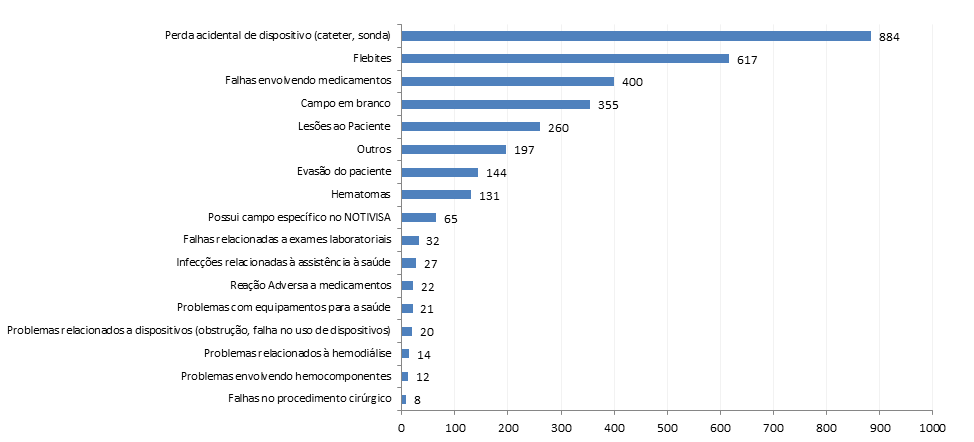 Perda acidental de dispositivo (cateter, sonda) 884
Flebites 617
Falhas envolvendo medicamentos 400
Campo em branco 355
Lesões ao Paciente 260
Outros 197
Evasão do paciente 144
Hematomas 131
Possui campo específico no NOTIVISA 65
Falhas relacionadas a exames laboratoriais 32
Infecções relacionadas à assistência à saúde 27
Reação Adversa a medicamentos 22
Problemas com equipamentos para a saúde 21
Problemas relacionados a dispositivos (obstrução, falha no uso de dispositivos) 20
Problemas relacionados à hemodiálise 14
Problemas envolvendo hemocomponentes 12
Falhas no procedimento cirúrgico 8
0 100 200 300 400 500 600 700 800 900 1000